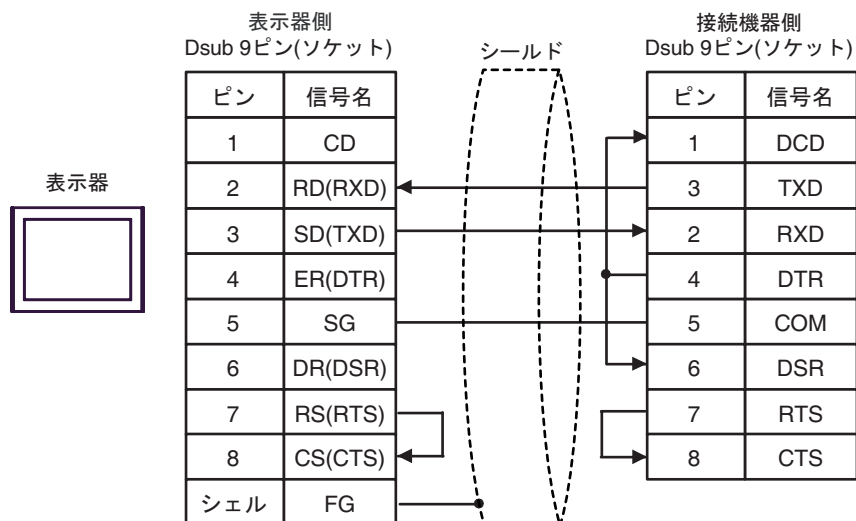 表示器側
Dsub 9ピン(ソケット)
ピン 信号名
1 CD
2 RD(RXD)
3 SD(TXD)
4 ER(DTR)
5 SG
6 DR(DSR)
7 RS(RTS)
8 CS(CTS)
シェル FG
表示器
シールド
接続機器側
Dsub 9ピン(ソケット)
ピン 信号名
1 DCD
3 TXD
2 RXD
4 DTR
5 COM
6 DSR
7 RTS
8 CTS